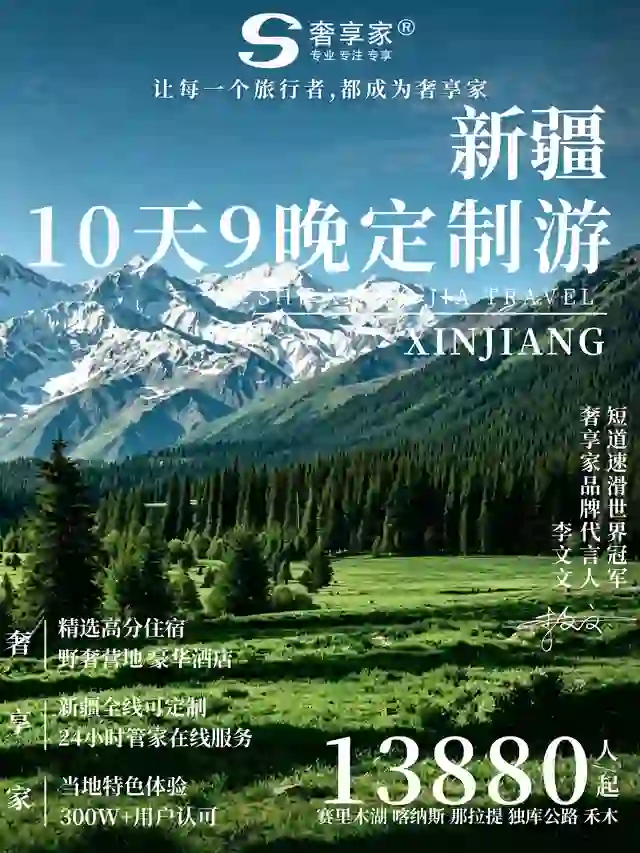 S 奢享家®
专业 专注 专享
让每一个旅行者,都成为奢享家
新疆
10天9晚定制游
JIA TRAVEL
XINJIANG
短道速滑世界冠军
奢享家品牌代言人
李文文
奢享家
精选高分住宿
野奢营地 豪华酒店
新疆全线可定制
24小时管家在线服务
当地特色体验
300W+用户认可
13880人/起
赛里木湖 喀纳斯 那拉提 独库公路 禾木